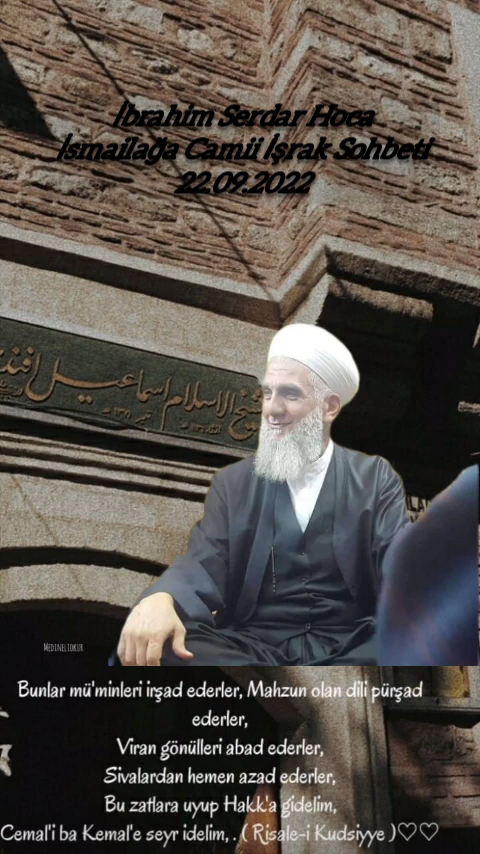 İbrahim Serdar Hoca
İsmailağa Camii İşrak Sohbeti
22.09.2022
شيخ الاسلام اسماعيل افند
MEDINELIOKUR
Bunlar mü'minleri irşad ederler, Mahzun olan dili pürşad
ederler,
Viran gönülleri abad ederler,
Sivalardan hemen azad ederler,
Bu zatlara uyup Hakk'a gidelim,
Cemal'i ba Kemal'e seyr idelim, . ( Risale-i Kudsiyye )♡♡